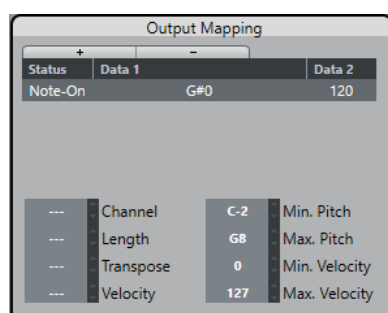 Output Mapping
+ –
Status Data 1 Data 2
Note-On G#0 120
--- Channel C-2 Min. Pitch
--- Length G8 Max. Pitch
--- Transpose 0 Min. Velocity
--- Velocity 127 Max. Velocity